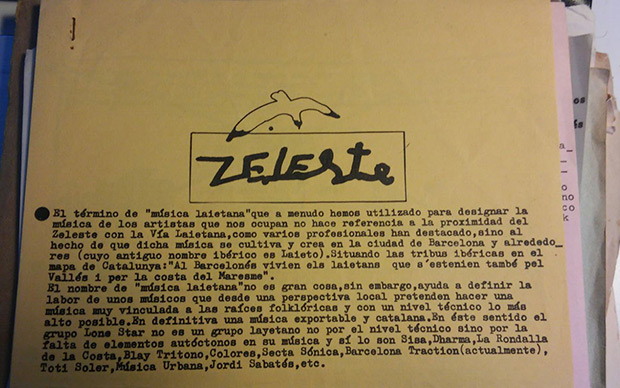 ZELESTE
El término de "música laietana"que a menudo hemos utilizado para designar la
música de los artistas que nos ocupan no hace referencia a la proximidad del
Zeleste con la Vía Laietana,como varios profesionales han destacado,sino al
hecho de que dicha música se cultiva y crea en la ciudad de Barcelona y alrededo_
res (cuyo antiguo nombre ibérico es Laieto).Situando las tribus ibéricas en el
mapa de Catalunya:"Al Barcelonés vivien els laietans que s'estenien també pel
Vallés i per la costa del Maresme".
El nombre de "música laietana"no es gran cosa,sin embargo,ayuda a definir la
labor de unos músicos que desde una perspectiva local pretenden hacer una
música muy vinculada a las raíces folklóricas y con un nivel técnico lo más
alto posible.En definitiva una música exportable y catalana.En éste sentido el
grupo Lone Star no es un grupo layetano no por el nivel técnico sino por la
falta de elementos autóctonos en su música y sí lo son Sisa,Dharma,La Rondalla
de la Costa,Blay Tritono,Colores,Secta Sónica,Barcelona Traction(actualmente),
Toti Soler,Música Urbana,Jordi Sabatés,etc.